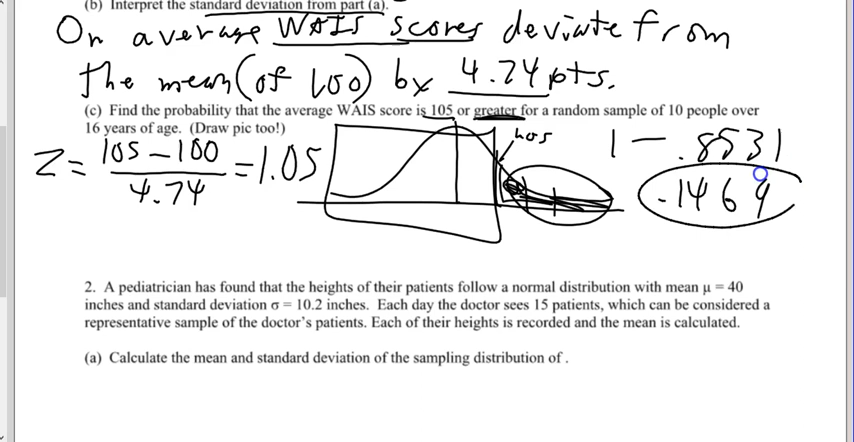 (b) Interpret the standard deviation from part (a).
On average WAIS scores deviate from
the mean (of 100) by 4.74 pts.
(c) Find the probability that the average WAIS score is 105 or greater for a random sample of 10 people over
16 years of age. (Draw pic too!)
Z = 105 - 100 / 4.74 = 1.05
1.05
1 - .8531
.1469
2. A pediatrician has found that the heights of their patients follow a normal distribution with mean μ = 40
inches and standard deviation σ = 10.2 inches. Each day the doctor sees 15 patients, which can be considered a
representative sample of the doctor's patients. Each of their heights is recorded and the mean is calculated.
(a) Calculate the mean and standard deviation of the sampling distribution of .